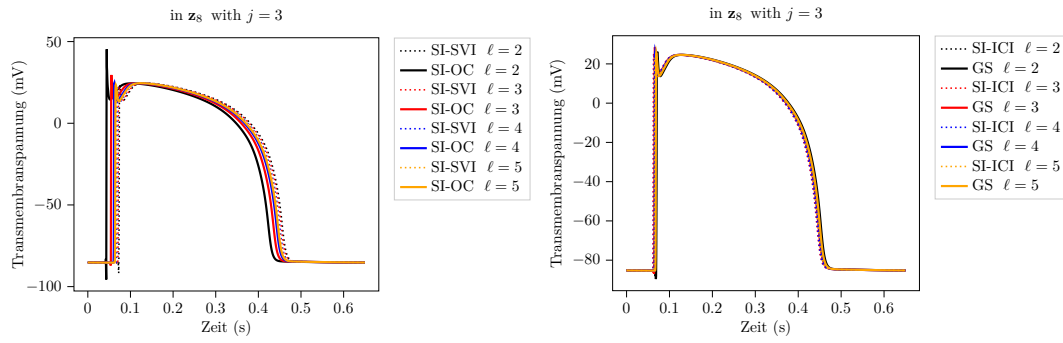 in z₈ with j = 3
50
0
−50
−100
Transmembranspannung (mV)
0
0.1
0.2
0.3
0.4
0.5
0.6
Zeit (s)
SI-SVI ℓ = 2
SI-OC ℓ = 2
SI-SVI ℓ = 3
SI-OC ℓ = 3
SI-SVI ℓ = 4
SI-OC ℓ = 4
SI-SVI ℓ = 5
SI-OC ℓ = 5
in z₈ with j = 3
20
0
−20
−40
−60
−80
Transmembranspannung (mV)
0
0.1
0.2
0.3
0.4
0.5
0.6
Zeit (s)
SI-ICI ℓ = 2
GS ℓ = 2
SI-ICI ℓ = 3
GS ℓ = 3
SI-ICI ℓ = 4
GS ℓ = 4
SI-ICI ℓ = 5
GS ℓ = 5